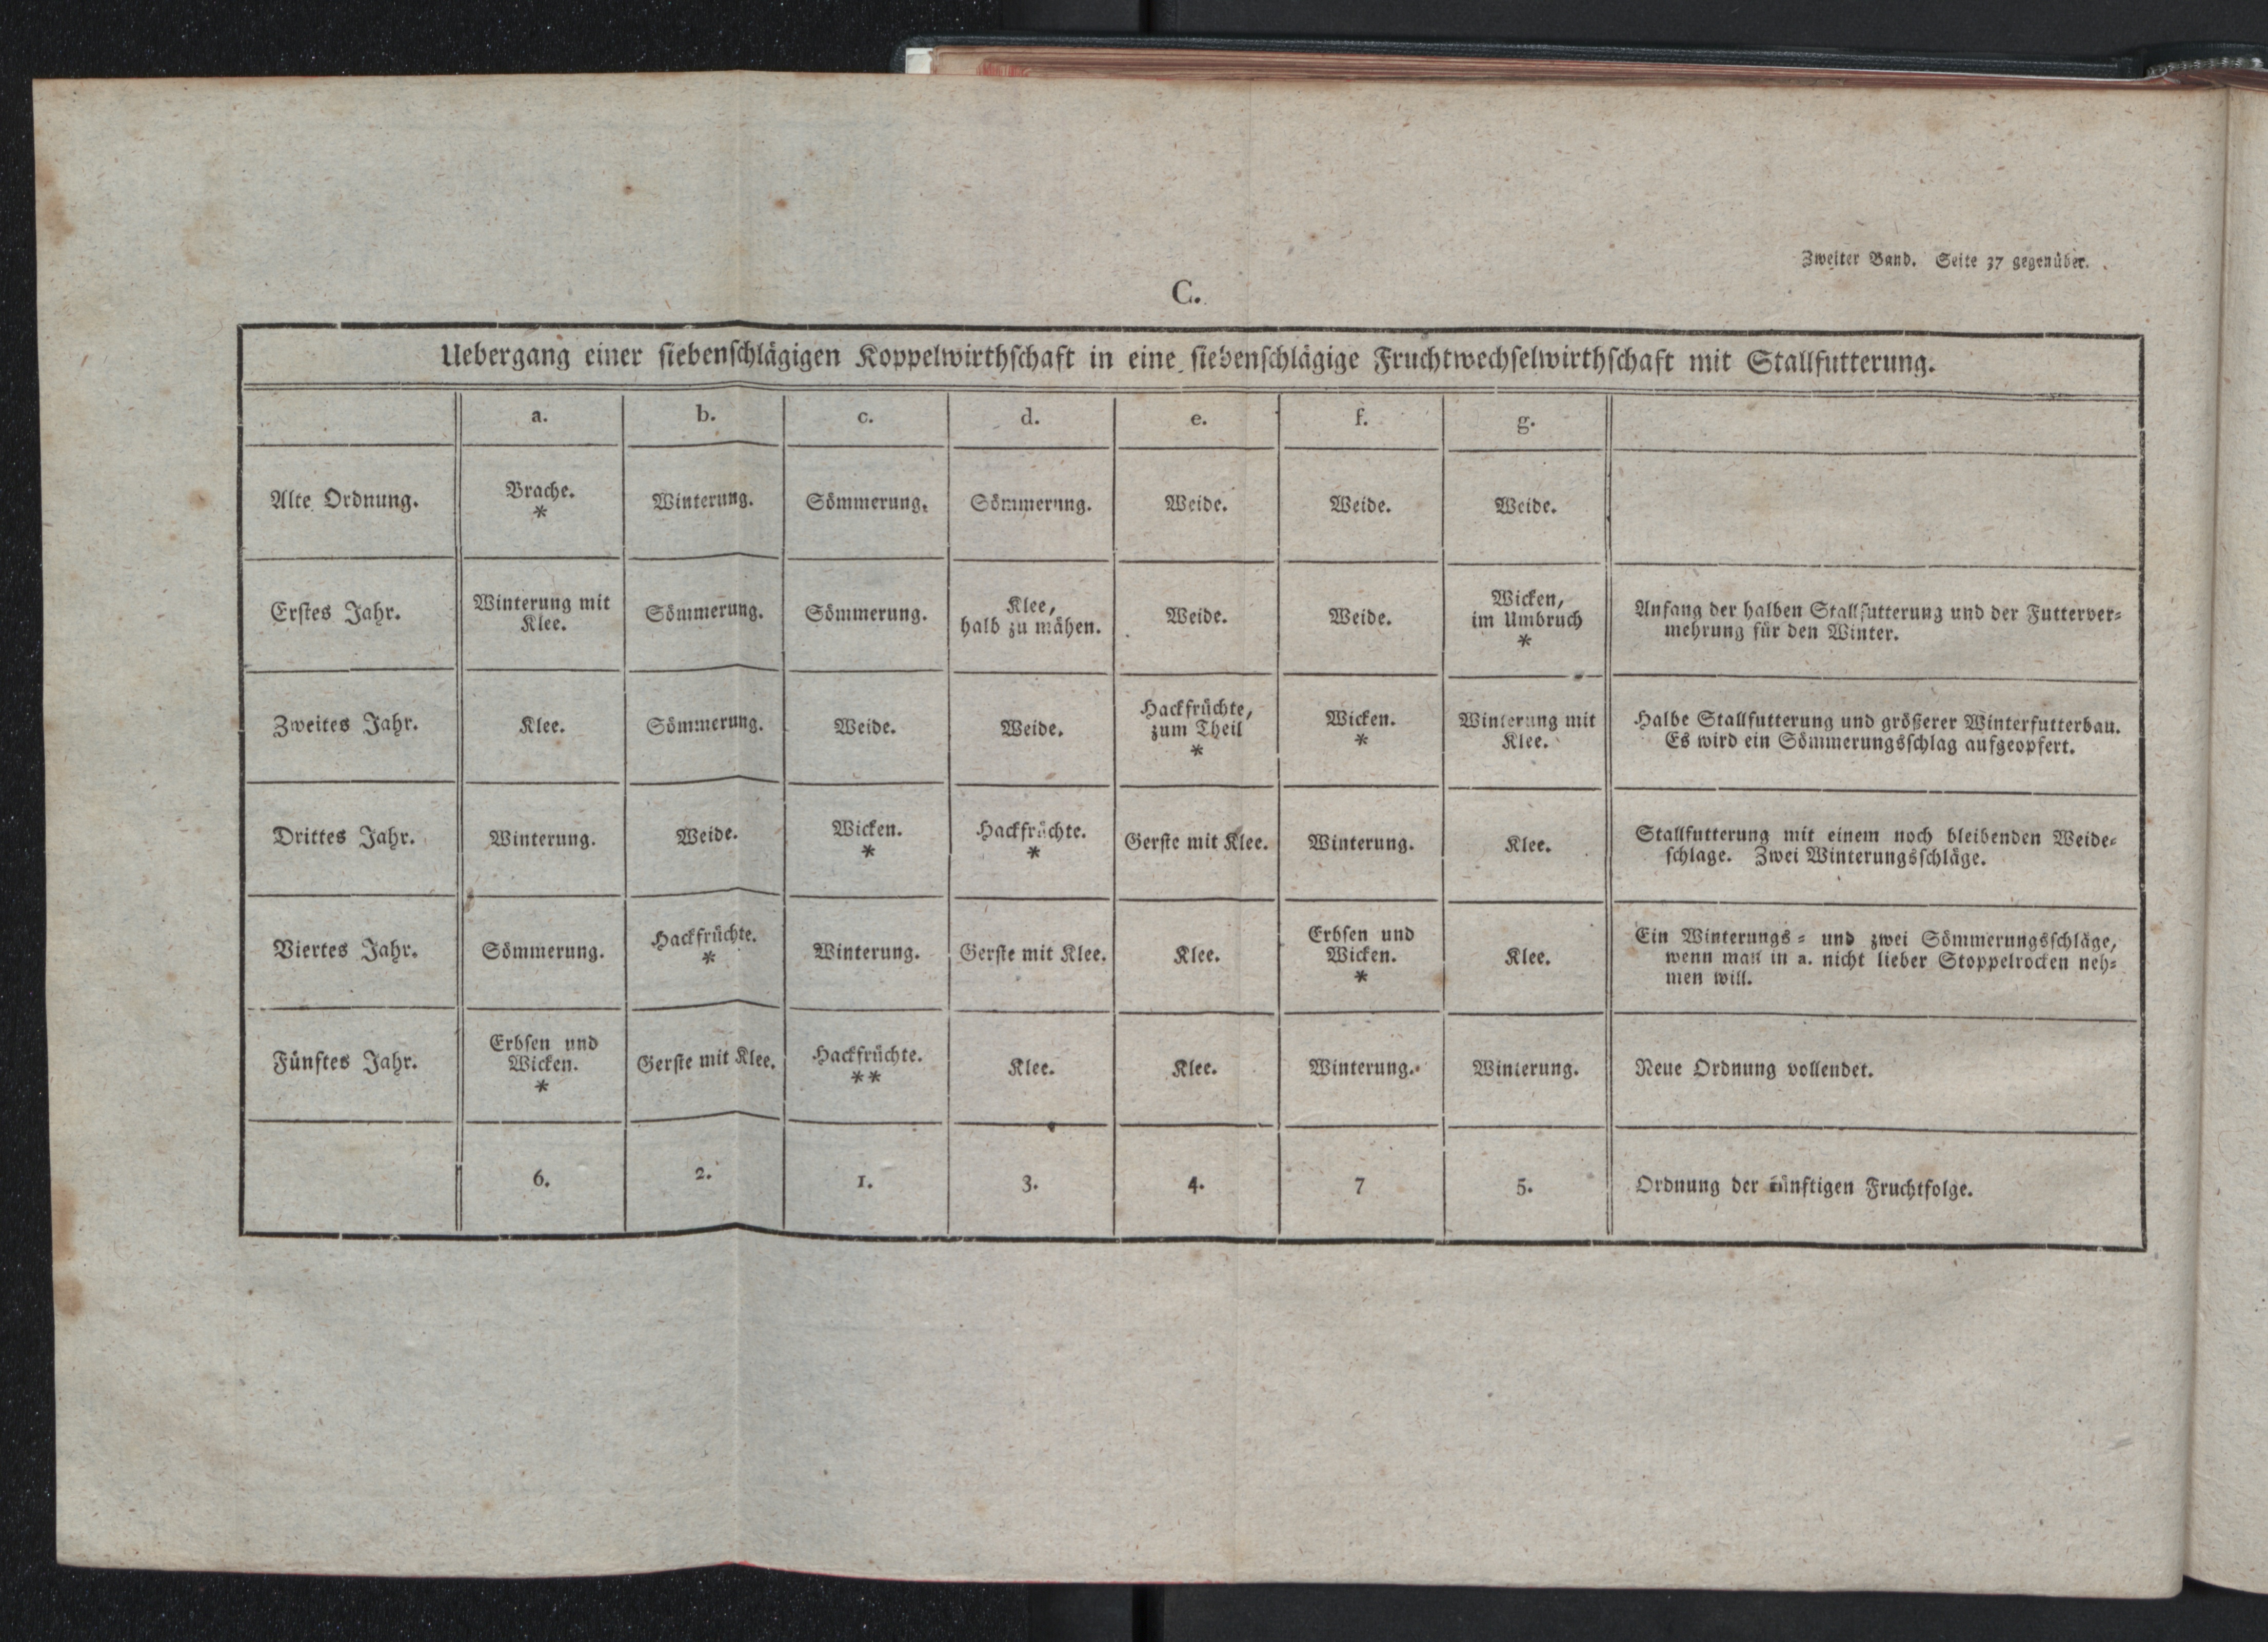 Zweiter Band. Seite 37 gegenüber.
C.
Uebergang einer siebenschlägigen Koppelwirthschaft in eine siebenschlägige Fruchtwechselwirthschaft mit Stallfutterung.
a. b. c. d. e. f. g.
Alte Ordnung.
Brache.
*
Winterung.
Sömmerung.
Sömmerung.
Weide.
Weide.
Weide.
Erstes Jahr.
Winterung mit
Klee.
Sömmerung.
Sömmerung.
Klee,
halb zu mähen.
Weide.
Weide.
Wicken,
im Umbruch
*
Anfang der halben Stallfutterung und der Futterver-
mehrung für den Winter.
Zweites Jahr.
Klee.
Sömmerung.
Weide.
Weide.
Hackfrüchte,
zum Theil
*
Wicken.
*
Winterung mit
Klee.
Halbe Stallfutterung und größerer Winterfutterbau.
Es wird ein Sömmerungsschlag aufgeopfert.
Drittes Jahr.
Winterung.
Weide.
Wicken.
*
Hackfrüchte.
*
Gerste mit Klee.
Winterung.
Klee.
Stallfutterung mit einem noch bleibenden Weide-
schlage. Zwei Winterungsschläge.
Viertes Jahr.
Sömmerung.
Hackfrüchte.
*
Winterung.
Gerste mit Klee.
Klee.
Erbsen und
Wicken.
*
Klee.
Ein Winterungs- und zwei Sömmerungsschläge,
wenn man in a. nicht lieber Stoppelrocken neh-
men will.
Fünftes Jahr.
Erbsen und
Wicken.
*
Gerste mit Klee.
Hackfrüchte.
**
Klee.
Klee.
Winterung.
Winterung.
Neue Ordnung vollendet.
6. 2. 1. 3. 4. 7 5.
Ordnung der künftigen Fruchtfolge.